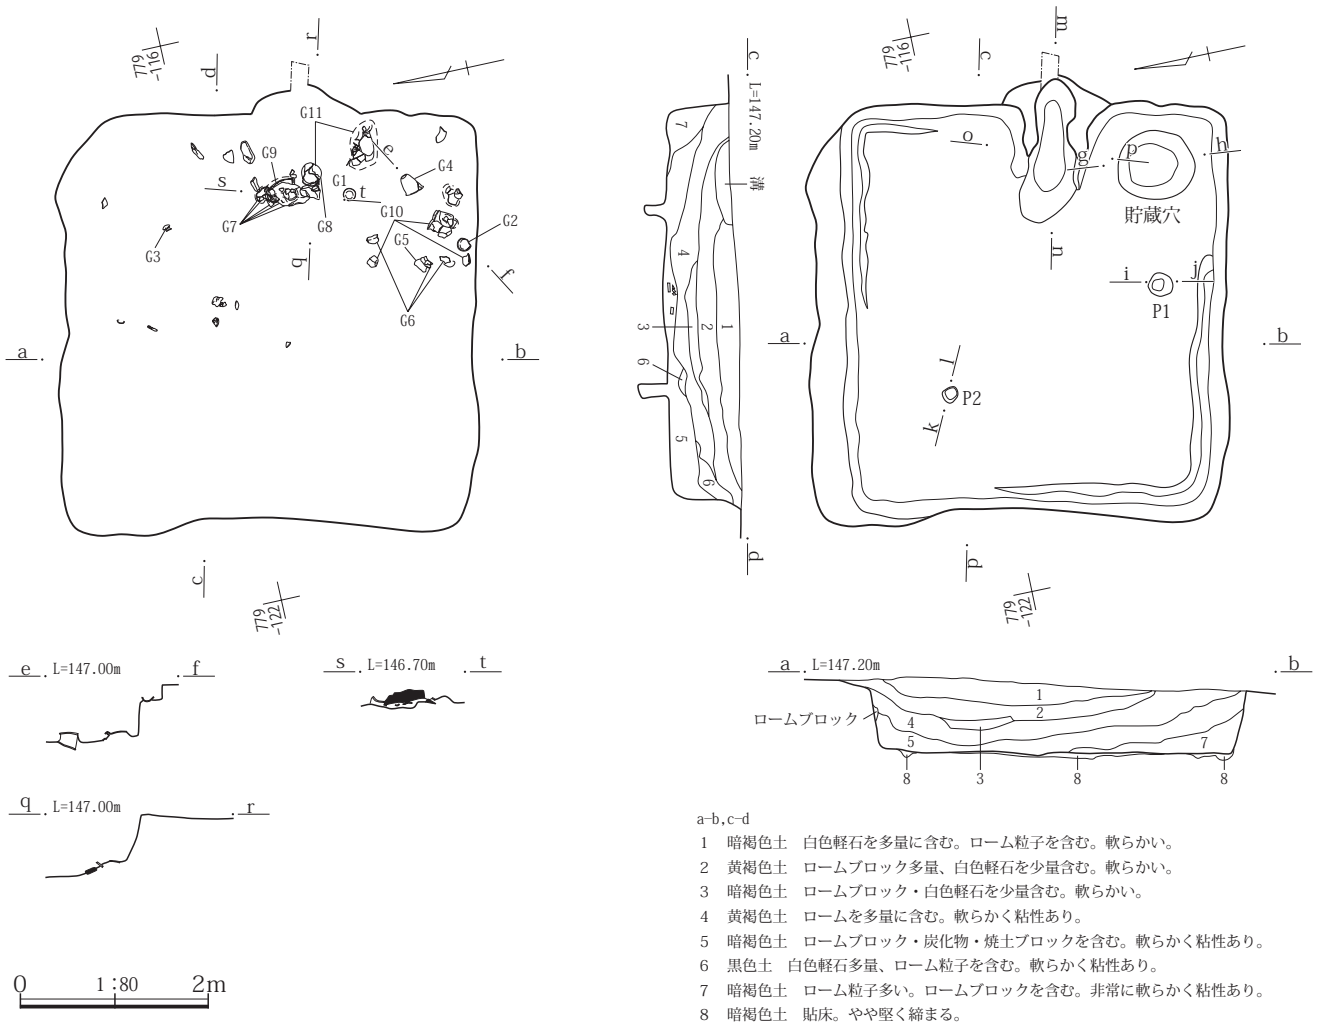 779
-116
d
r
G11
G9
e
G4
s
G1
t
G7
G8
G10
G2
G3
G5
q
f
G6
a
b
c
779
-122
c
L=147.20m
7
溝
4
3
2
1
6
5
6
d
779
-116
c
m
o
g
p
h
貯蔵穴
n
i
j
P1
a
b
l
P2
k
d
779
-122
e L=147.00m f
s L=146.70m t
q L=147.00m r
a L=147.20m b
1
2
ロームブロック
4
5
7
8
3
8
8
a-b,c-d
1 暗褐色土 白色軽石を多量に含む。ローム粒子を含む。軟らかい。
2 黄褐色土 ロームブロック多量、白色軽石を少量含む。軟らかい。
3 暗褐色土 ロームブロック・白色軽石を少量含む。軟らかい。
4 黄褐色土 ロームを多量に含む。軟らかく粘性あり。
5 暗褐色土 ロームブロック・炭化物・焼土ブロックを含む。軟らかく粘性あり。
6 黒色土 白色軽石多量、ローム粒子を含む。軟らかく粘性あり。
7 暗褐色土 ローム粒子多い。ロームブロックを含む。非常に軟らかく粘性あり。
8 暗褐色土 貼床。やや堅く締まる。
0 1:80 2m